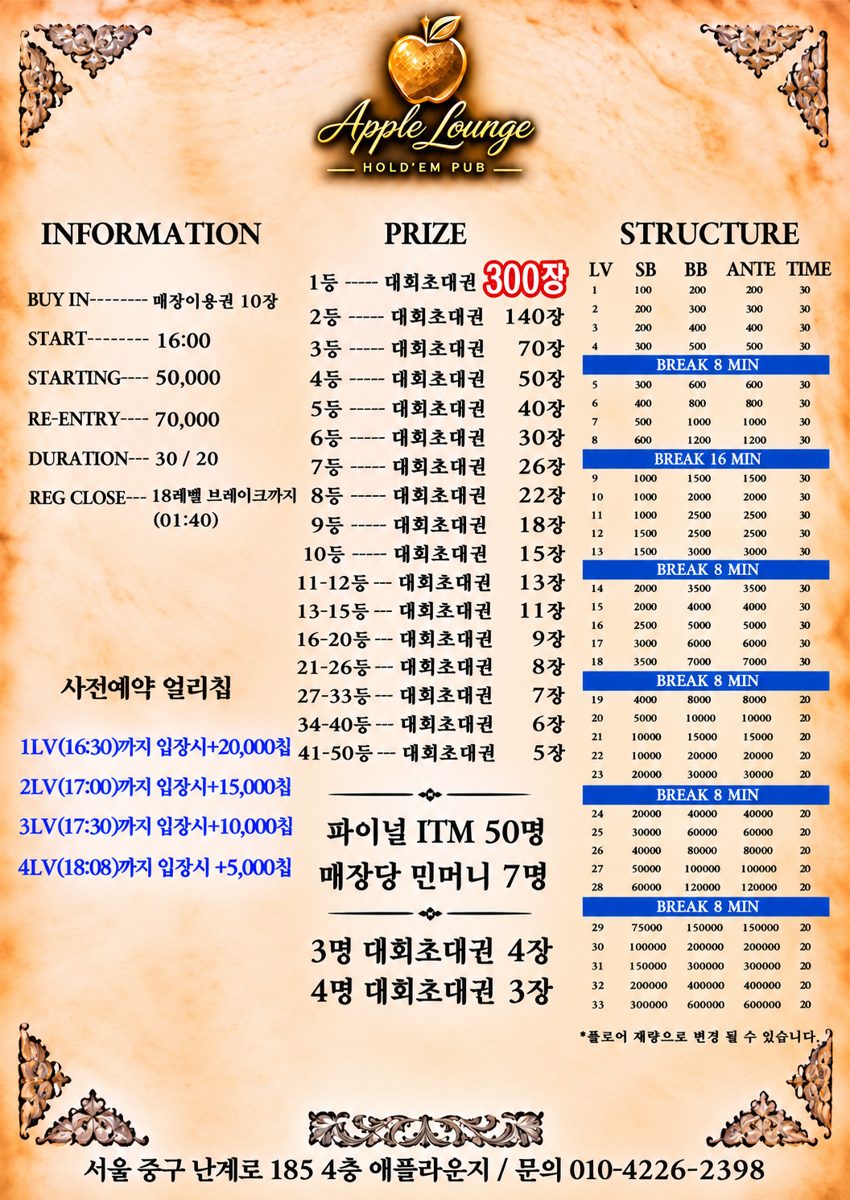 Apple Lounge
HOLD'EM PUB
INFORMATION
BUY IN-------- 매장이용권 10장
START-------- 16:00
STARTING---- 50,000
RE-ENTRY---- 70,000
DURATION--- 30 / 20
REG CLOSE--- 18레벨 브레이크까지
(01:40)
사전예약 얼리칩
1LV(16:30)까지 입장시+20,000칩
2LV(17:00)까지 입장시+15,000칩
3LV(17:30)까지 입장시+10,000칩
4LV(18:08)까지 입장시 +5,000칩
PRIZE
1등 ----- 대회초대권 300장
2등 ----- 대회초대권 140장
3등 ----- 대회초대권 70장
4등 ----- 대회초대권 50장
5등 ----- 대회초대권 40장
6등 ----- 대회초대권 30장
7등 ----- 대회초대권 26장
8등 ----- 대회초대권 22장
9등 ----- 대회초대권 18장
10등 ----- 대회초대권 15장
11-12등 --- 대회초대권 13장
13-15등 --- 대회초대권 11장
16-20등 --- 대회초대권 9장
21-26등 --- 대회초대권 8장
27-33등 --- 대회초대권 7장
34-40등 --- 대회초대권 6장
41-50등 --- 대회초대권 5장
파이널 ITM 50명
매장당 민머니 7명
3명 대회초대권 4장
4명 대회초대권 3장
STRUCTURE
LV SB BB ANTE TIME
1 100 200 200 30
2 200 300 300 30
3 200 400 400 30
4 300 500 500 30
BREAK 8 MIN
5 300 600 600 30
6 400 800 800 30
7 500 1000 1000 30
8 600 1200 1200 30
BREAK 16 MIN
9 1000 1500 1500 30
10 1000 2000 2000 30
11 1000 2500 2500 30
12 1500 2500 2500 30
13 1500 3000 3000 30
BREAK 8 MIN
14 2000 3500 3500 30
15 2000 4000 4000 30
16 2500 5000 5000 30
17 3000 6000 6000 30
18 3500 7000 7000 30
BREAK 8 MIN
19 4000 8000 8000 20
20 5000 10000 10000 20
21 10000 15000 15000 20
22 10000 20000 20000 20
23 20000 30000 30000 20
BREAK 8 MIN
24 20000 40000 40000 20
25 30000 60000 60000 20
26 40000 80000 80000 20
27 50000 100000 100000 20
28 60000 120000 120000 20
BREAK 8 MIN
29 75000 150000 150000 20
30 100000 200000 200000 20
31 150000 300000 300000 20
32 200000 400000 400000 20
33 300000 600000 600000 20
*플로어 재량으로 변경 될 수 있습니다.
서울 중구 난계로 185 4층 애플라운지 / 문의 010-4226-2398